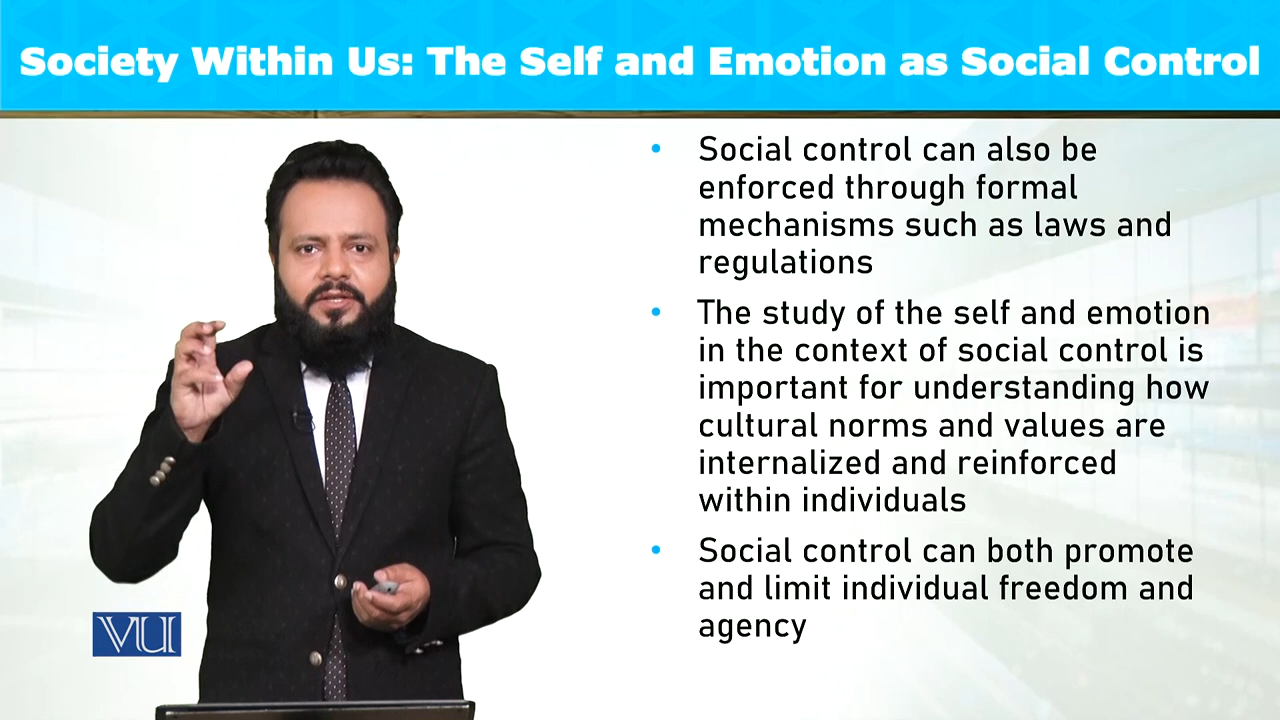 Society Within Us: The Self and Emotion as Social Control
• Social control can also be
enforced through formal
mechanisms such as laws and
regulations
• The study of the self and emotion
in the context of social control is
important for understanding how
cultural norms and values are
internalized and reinforced
within individuals
• Social control can both promote
and limit individual freedom and
agency
VU